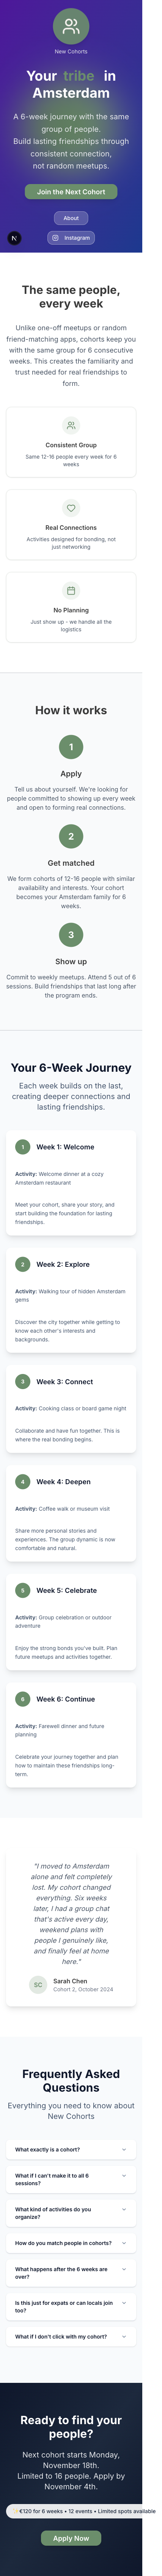 New Cohorts
Your tribe in
Amsterdam
A 6-week journey with the same
group of people.
Build lasting friendships through
consistent connection,
not random meetups.
Join the Next Cohort
About
N
Instagram
The same people,
every week
Unlike one-off meetups or random
friend-matching apps, cohorts keep you
with the same group for 6 consecutive
weeks. This creates the familiarity and
trust needed for real friendships to
form.
Consistent Group
Same 12-16 people every week for 6
weeks
Real Connections
Activities designed for bonding, not
just networking
No Planning
Just show up - we handle all the
logistics
How it works
1
Apply
Tell us about yourself. We're looking for
people committed to showing up every week
and open to forming real connections.
2
Get matched
We form cohorts of 12-16 people with similar
availability and interests. Your cohort
becomes your Amsterdam family for 6
weeks.
3
Show up
Commit to weekly meetups. Attend 5 out of 6
sessions. Build friendships that last long after
the program ends.
Your 6-Week Journey
Each week builds on the last,
creating deeper connections and
lasting friendships.
1
Week 1: Welcome
Activity: Welcome dinner at a cozy
Amsterdam restaurant
Meet your cohort, share your story, and
start building the foundation for lasting
friendships.
2
Week 2: Explore
Activity: Walking tour of hidden Amsterdam
gems
Discover the city together while getting to
know each other's interests and
backgrounds.
3
Week 3: Connect
Activity: Cooking class or board game night
Collaborate and have fun together. This is
where the real bonding begins.
4
Week 4: Deepen
Activity: Coffee walk or museum visit
Share more personal stories and
experiences. The group dynamic is now
comfortable and natural.
5
Week 5: Celebrate
Activity: Group celebration or outdoor
adventure
Enjoy the strong bonds you've built. Plan
future meetups and activities together.
6
Week 6: Continue
Activity: Farewell dinner and future
planning
Celebrate your journey together and plan
how to maintain these friendships long-
term.
"I moved to Amsterdam
alone and felt completely
lost. My cohort changed
everything. Six weeks
later, I had a group chat
that's active every day,
weekend plans with
people I genuinely like,
and finally feel at home
here."
SC
Sarah Chen
Cohort 2, October 2024
Frequently Asked
Questions
Everything you need to know about
New Cohorts
What exactly is a cohort?
What if I can't make it to all 6
sessions?
What kind of activities do you
organize?
How do you match people in cohorts?
What happens after the 6 weeks are
over?
Is this just for expats or can locals join
too?
What if I don't click with my cohort?
Ready to find your
people?
Next cohort starts Monday,
November 18th.
Limited to 16 people. Apply by
November 4th.
€120 for 6 weeks • 12 events • Limited spots available
Apply Now